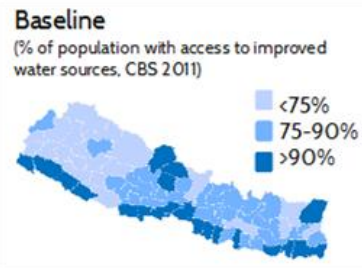 Baseline
(% of population with access to improved
water sources, CBS 2011)
<75%
75-90%
>90%